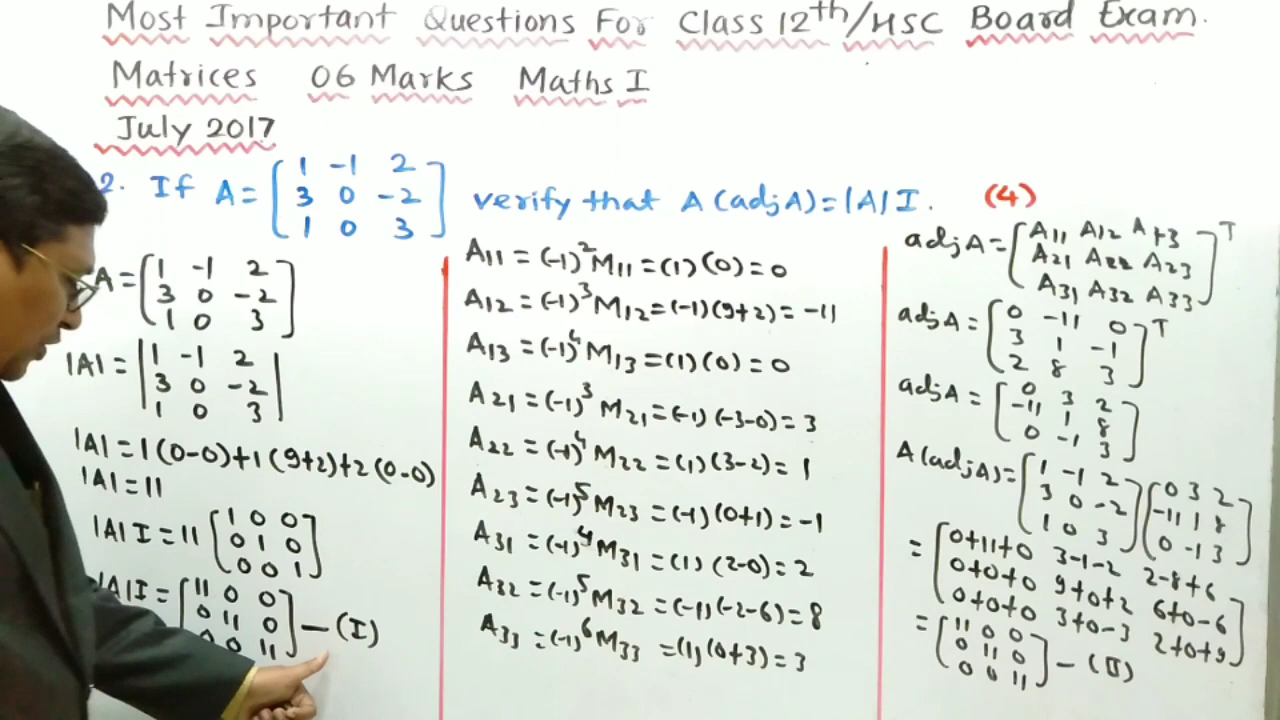 Most Important Questions For Class 12th/HSC Board Exam.
Matrices 06 Marks Maths I
July 2017
2. If A = [1 -1 2
3 0 -2
1 0 3] verify that A(adjA) = |A| I. (4)
A = [1 -1 2
3 0 -2
1 0 3]
|A| = |1 -1 2
3 0 -2
1 0 3|
|A| = 1(0-0)+1(9+2)+2(0-0)
|A| = 11
|A| I = 11 [1 0 0
0 1 0
0 0 1]
|A| I = [11 0 0
0 11 0
0 0 11] — (I)
A11 = (-1)^2 M11 = (1)(0) = 0
A12 = (-1)^3 M12 = (-1)(9+2) = -11
A13 = (-1)^4 M13 = (1)(0) = 0
A21 = (-1)^3 M21 = (-1)(-3-0) = 3
A22 = (-1)^4 M22 = (1)(3-2) = 1
A23 = (-1)^5 M23 = (-1)(0+1) = -1
A31 = (-1)^4 M31 = (1)(2-0) = 2
A32 = (-1)^5 M32 = (-1)(-2-6) = 8
A33 = (-1)^6 M33 = (1)(0+3) = 3
adjA = [A11 A12 A13
A21 A22 A23
A31 A32 A33]^T
adjA = [0 -11 0
3 1 -1
2 8 3]^T
adjA = [0 3 2
-11 1 8
0 -1 3]
A(adjA) = [1 -1 2
3 0 -2
1 0 3] [0 3 2
-11 1 8
0 -1 3]
= [0+11+0 3-1-2 2-8+6
0+0+0 9+0+2 6+0-6
0+0+0 3+0-3 2+0+9]
= [11 0 0
0 11 0
0 0 11] — (II)